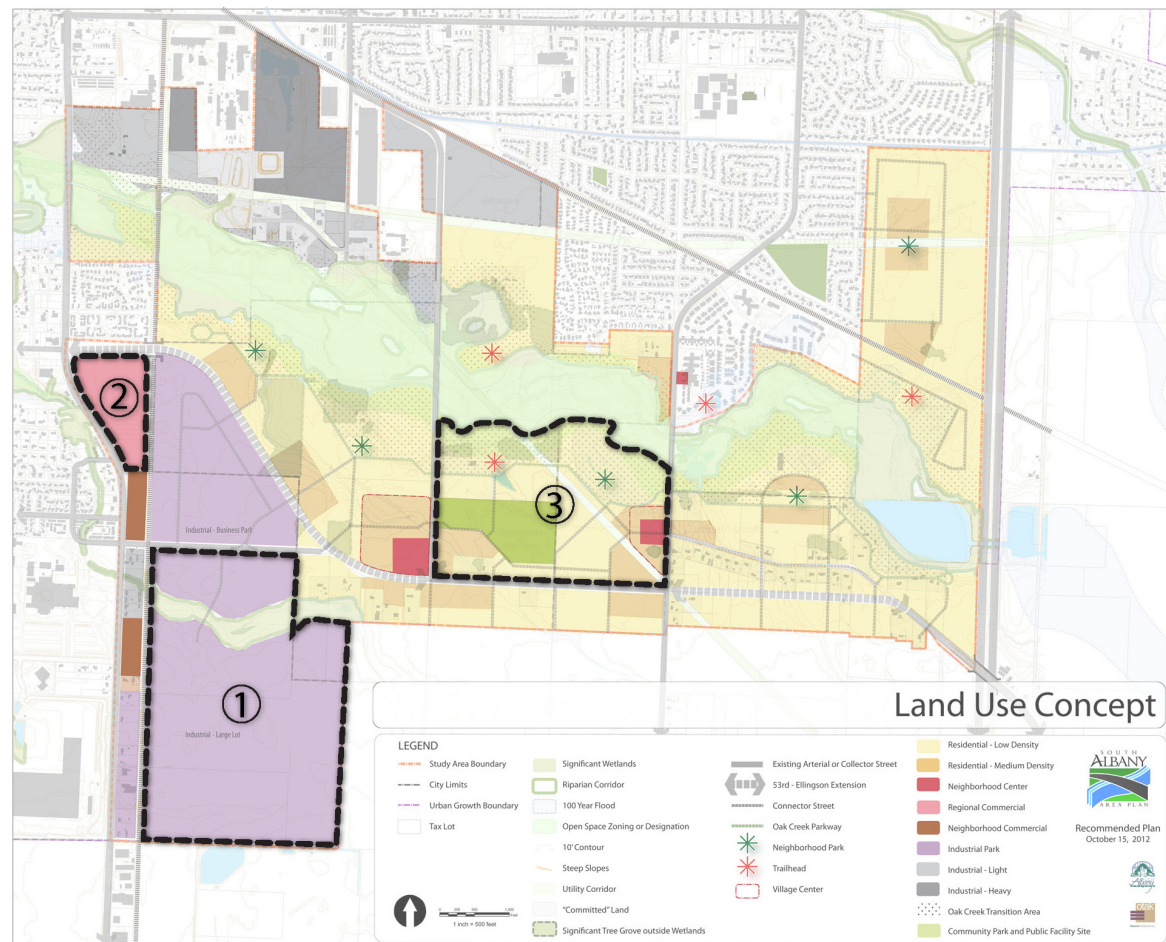 ②
Industrial - Business Park
③
①
Industrial - Large Lot
Land Use Concept
LEGEND
Study Area Boundary
City Limits
Urban Growth Boundary
Tax Lot
Significant Wetlands
Riparian Corridor
100 Year Flood
Open Space Zoning or Designation
10' Contour
Steep Slopes
Utility Corridor
"Committed" Land
Significant Tree Grove outside Wetlands
Existing Arterial or Collector Street
53rd - Ellingson Extension
Connector Street
Oak Creek Parkway
Neighborhood Park
Trailhead
Village Center
Residential - Low Density
Residential - Medium Density
Neighborhood Center
Regional Commercial
Neighborhood Commercial
Industrial Park
Industrial - Light
Industrial - Heavy
Oak Creek Transition Area
Community Park and Public Facility Site
SOUTH
ALBANY
AREA PLAN
Recommended Plan
October 15, 2012
Albany
otak
1 inch = 500 feet